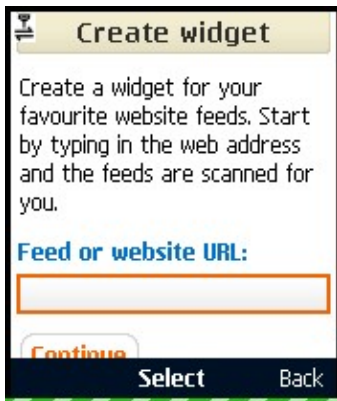 Create widget
Create a widget for your
favourite website feeds. Start
by typing in the web address
and the feeds are scanned for
you.
Feed or website URL:
Continue
Select Back